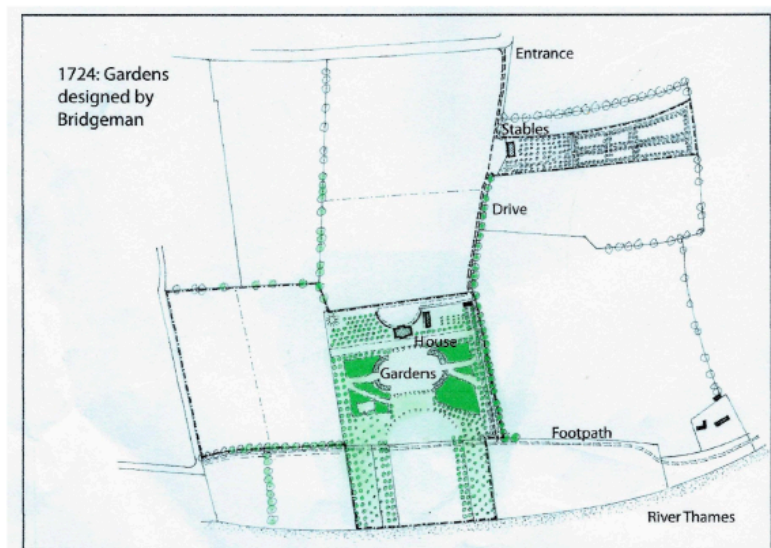 1724: Gardens
designed by
Bridgeman
Entrance
Stables
Drive
House
Gardens
Footpath
River Thames